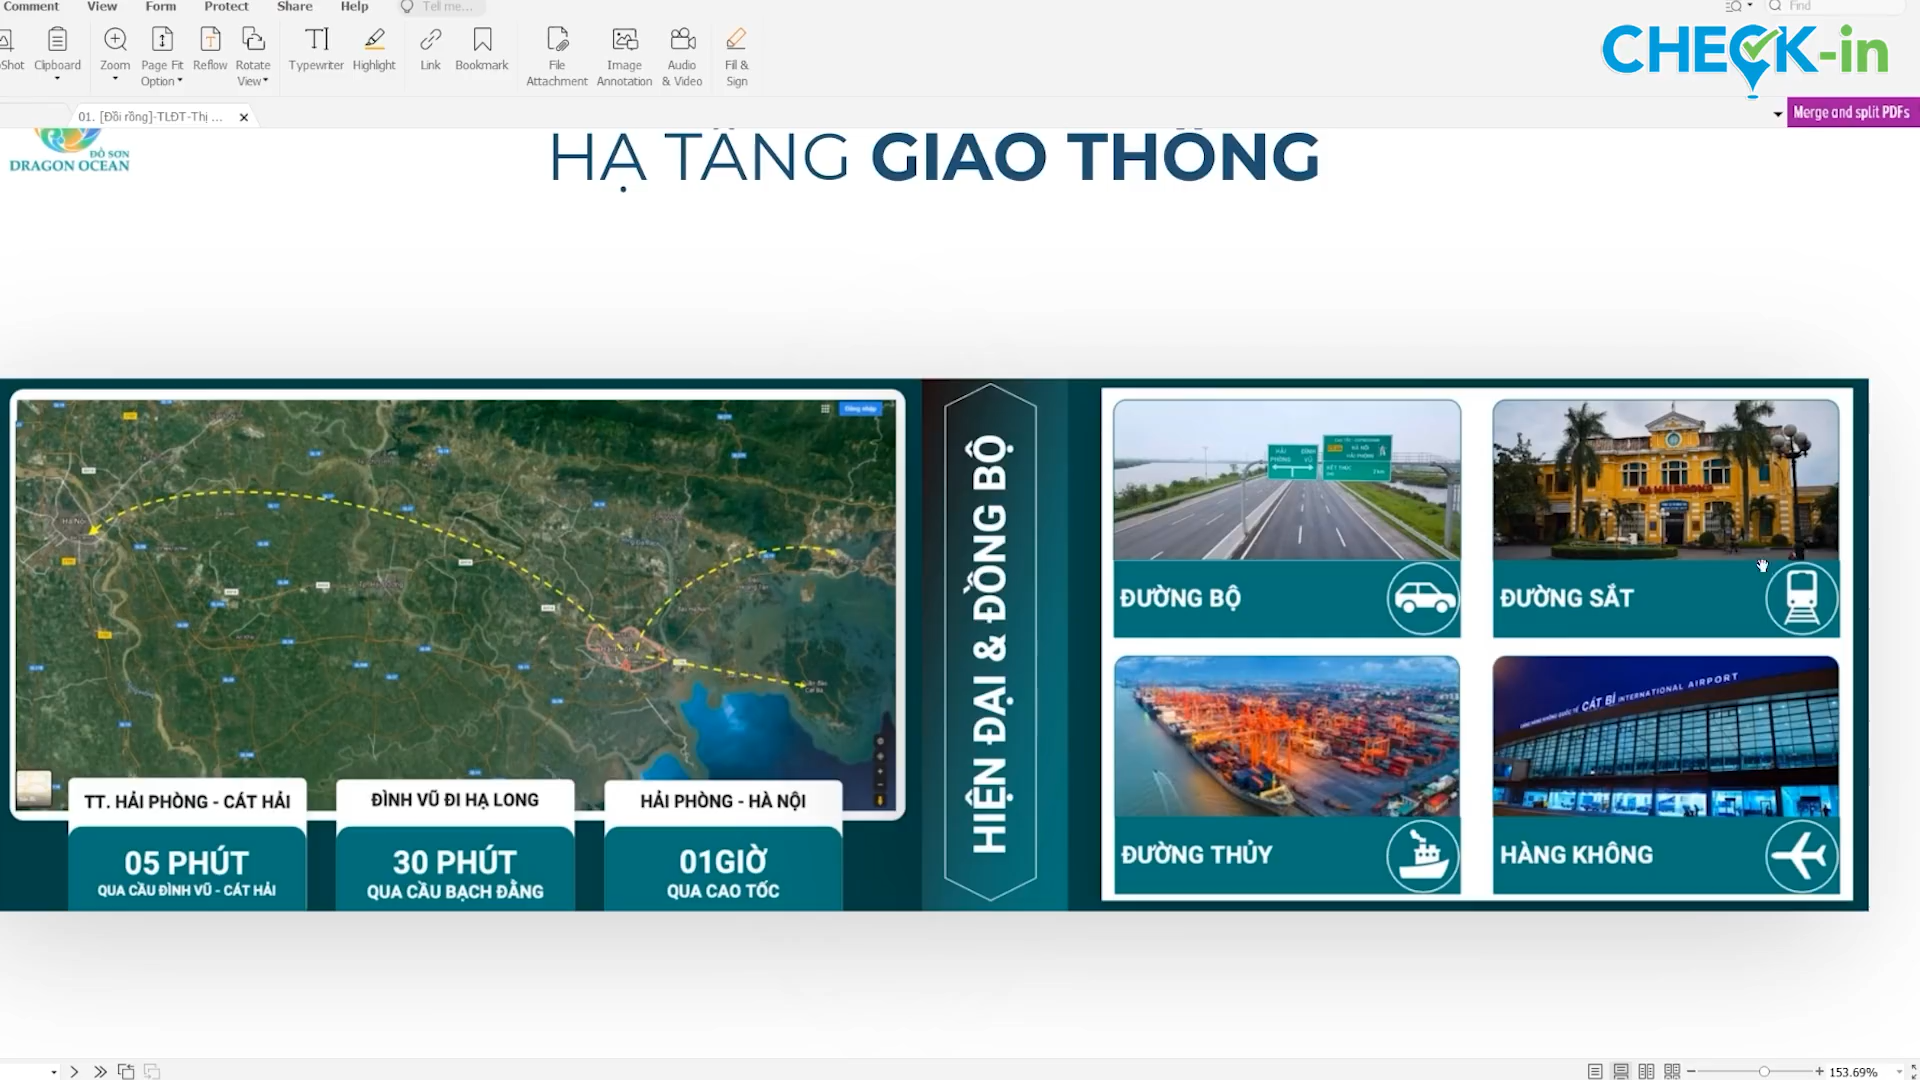 Comment View Form Protect Share Help Tell me... Find
Shot Clipboard Zoom Page Fit Option Reflow Rotate View Typewriter Highlight Link Bookmark File Attachment Image Annotation Audio & Video Fill & Sign
CHECK-in
01. [Đồi rồng]-TLĐT-Thị ...
Merge and split PDFs
ĐỒ SƠN
DRAGON OCEAN
HẠ TẦNG GIAO THÔNG
Đăng nhập
HIỆN ĐẠI & ĐỒNG BỘ
ĐƯỜNG BỘ
ĐƯỜNG SẮT
CÁT BI INTERNATIONAL AIRPORT
ĐƯỜNG THỦY
HÀNG KHÔNG
TT. HẢI PHÒNG - CÁT HẢI
05 PHÚT
QUA CẦU ĐÌNH VŨ - CÁT HẢI
ĐÌNH VŨ ĐI HẠ LONG
30 PHÚT
QUA CẦU BẠCH ĐẰNG
HẢI PHÒNG - HÀ NỘI
01GIỜ
QUA CAO TỐC
153.69%